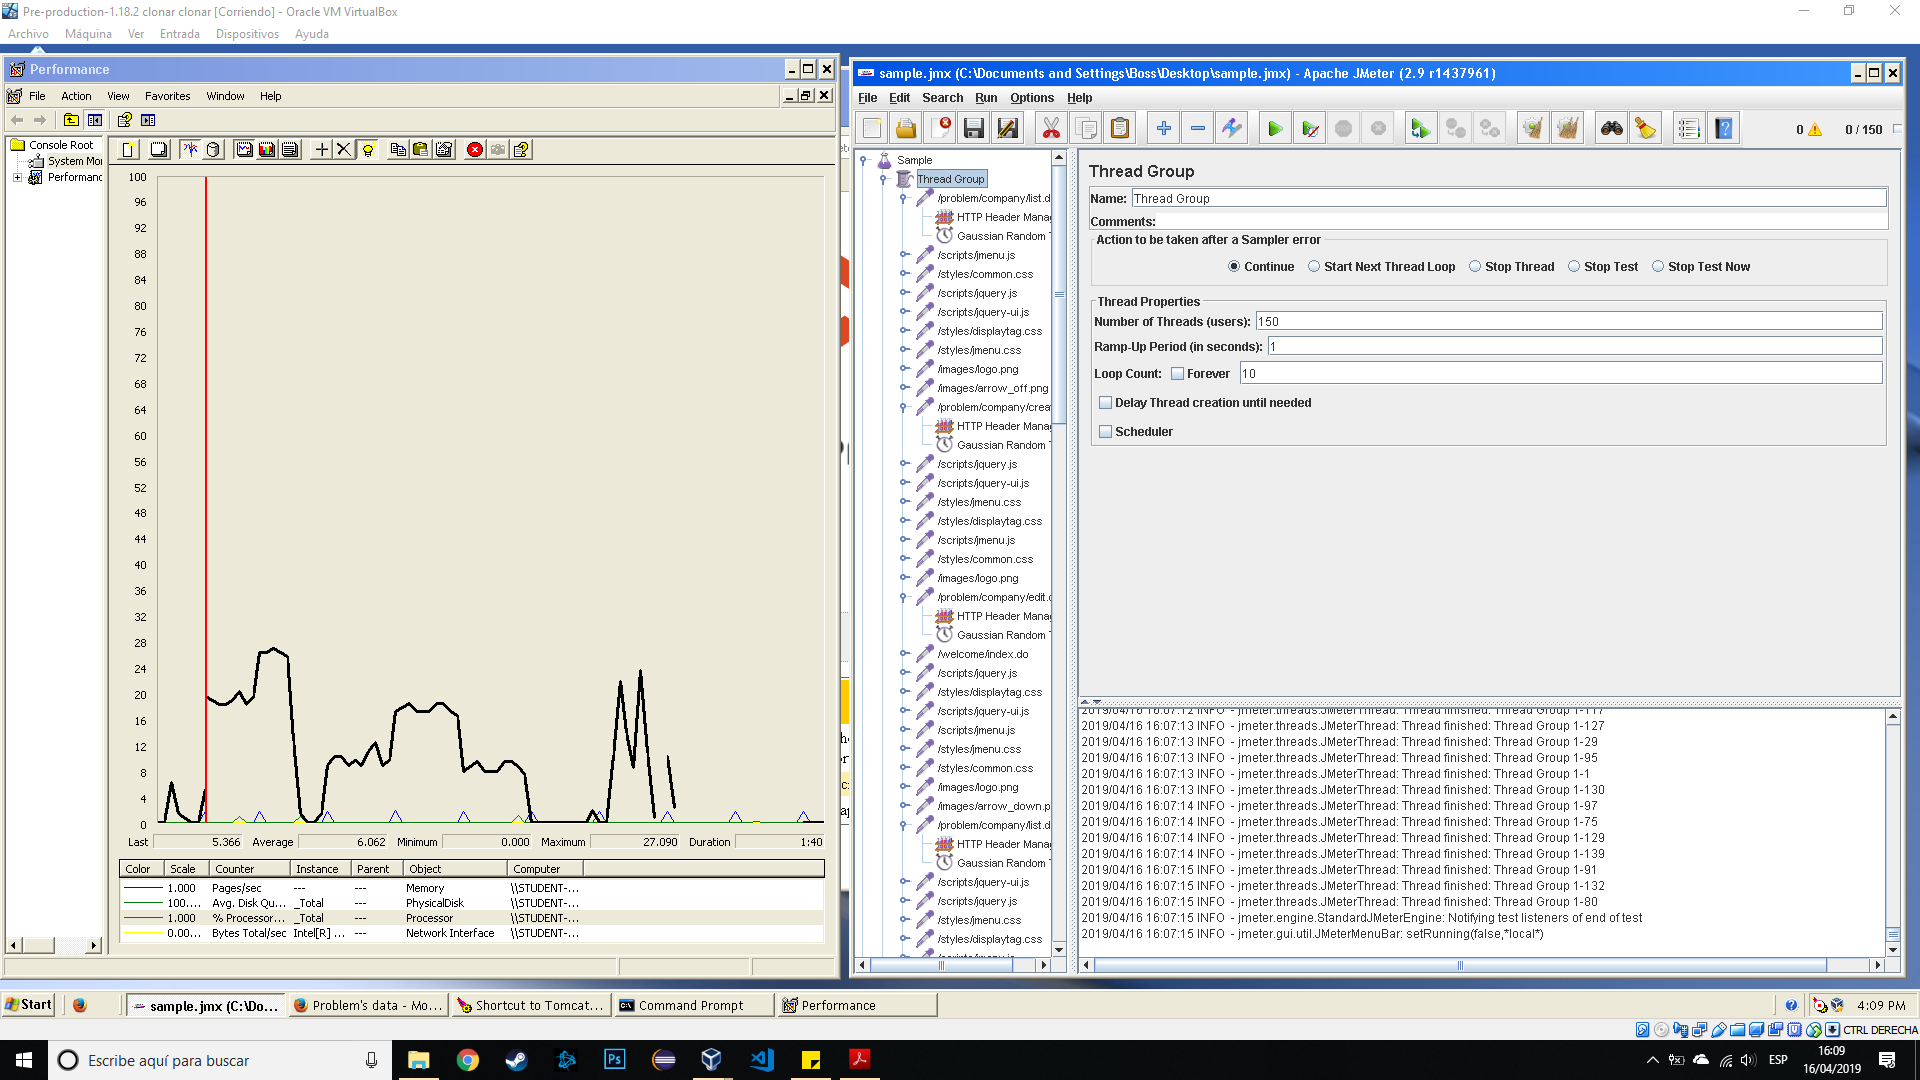 Pre-production-1.18.2 clonar clonar [Corriendo] - Oracle VM VirtualBox
Archivo Máquina Ver Entrada Dispositivos Ayuda
Performance
File Action View Favorites Window Help
Console Root
System Mo
Performanc
100
96
92
88
84
80
76
72
68
64
60
56
52
48
44
40
36
32
28
24
20
16
12
8
4
0
Last 5.366 Average 6.062 Minimum 0.000 Maximum 27.090 Duration 1:40
Color Scale Counter Instance Parent Object Computer
1.000 Pages/sec --- --- Memory \\STUDENT-...
100.... Avg. Disk Qu... _Total --- PhysicalDisk \\STUDENT-...
1.000 % Processor... _Total --- Processor \\STUDENT-...
0.00... Bytes Total/sec Intel[R] ... --- Network Interface \\STUDENT-...
sample.jmx (C:\Documents and Settings\Boss\Desktop\sample.jmx) - Apache JMeter (2.9 r1437961)
File Edit Search Run Options Help
0 0 / 150
Sample
Thread Group
/problem/company/list.d
HTTP Header Mana
Gaussian Random T
/scripts/jmenu.js
/styles/common.css
/scripts/jquery.js
/scripts/jquery-ui.js
/styles/displaytag.css
/styles/jmenu.css
/images/logo.png
/images/arrow_off.png
/problem/company/crea
HTTP Header Mana
Gaussian Random T
/scripts/jquery.js
/scripts/jquery-ui.js
/styles/jmenu.css
/styles/displaytag.css
/scripts/jmenu.js
/styles/common.css
/images/logo.png
/problem/company/edit.d
HTTP Header Mana
Gaussian Random T
/welcome/index.do
/scripts/jquery.js
/styles/displaytag.css
/scripts/jquery-ui.js
/scripts/jmenu.js
/styles/jmenu.css
/styles/common.css
/images/logo.png
/images/arrow_down.p
/problem/company/list.d
HTTP Header Mana
Gaussian Random T
/scripts/jquery-ui.js
/scripts/jquery.js
/styles/jmenu.css
/styles/displaytag.css
/scripts/jmenu.js
Thread Group
Name: Thread Group
Comments:
Action to be taken after a Sampler error
Continue Start Next Thread Loop Stop Thread Stop Test Stop Test Now
Thread Properties
Number of Threads (users): 150
Ramp-Up Period (in seconds): 1
Loop Count: Forever 10
Delay Thread creation until needed
Scheduler
2019/04/16 16:07:12 INFO - jmeter.threads.JMeterThread: Thread finished: Thread Group 1-117
2019/04/16 16:07:13 INFO - jmeter.threads.JMeterThread: Thread finished: Thread Group 1-127
2019/04/16 16:07:13 INFO - jmeter.threads.JMeterThread: Thread finished: Thread Group 1-29
2019/04/16 16:07:13 INFO - jmeter.threads.JMeterThread: Thread finished: Thread Group 1-95
2019/04/16 16:07:13 INFO - jmeter.threads.JMeterThread: Thread finished: Thread Group 1-1
2019/04/16 16:07:13 INFO - jmeter.threads.JMeterThread: Thread finished: Thread Group 1-130
2019/04/16 16:07:14 INFO - jmeter.threads.JMeterThread: Thread finished: Thread Group 1-97
2019/04/16 16:07:14 INFO - jmeter.threads.JMeterThread: Thread finished: Thread Group 1-75
2019/04/16 16:07:14 INFO - jmeter.threads.JMeterThread: Thread finished: Thread Group 1-129
2019/04/16 16:07:14 INFO - jmeter.threads.JMeterThread: Thread finished: Thread Group 1-139
2019/04/16 16:07:15 INFO - jmeter.threads.JMeterThread: Thread finished: Thread Group 1-91
2019/04/16 16:07:15 INFO - jmeter.threads.JMeterThread: Thread finished: Thread Group 1-132
2019/04/16 16:07:15 INFO - jmeter.threads.JMeterThread: Thread finished: Thread Group 1-80
2019/04/16 16:07:15 INFO - jmeter.engine.StandardJMeterEngine: Notifying test listeners of end of test
2019/04/16 16:07:15 INFO - jmeter.gui.util.JMeterMenuBar: setRunning(false,*local*)
Start sample.jmx (C:\Do... Problem's data - Mo... Shortcut to Tomcat... Command Prompt Performance 4:09 PM
CTRL DERECHA
Escribe aquí para buscar
ESP
16:09
16/04/2019